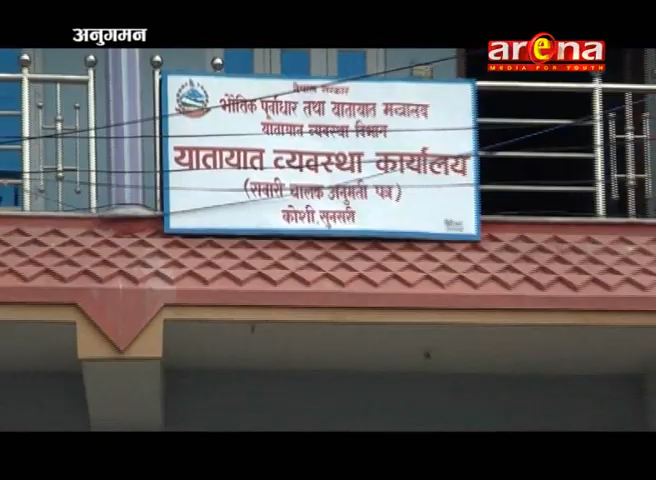 अनुगमन
arena
MEDIA FOR YOUTH
नेपाल सरकार
भौतिक पूर्वाधार तथा यातायात मन्त्रालय
यातायात व्यवस्था विभाग
यातायात व्यवस्था कार्यालय
(सवारी चालक अनुमती पत्र)
कोशी, सुनसरी